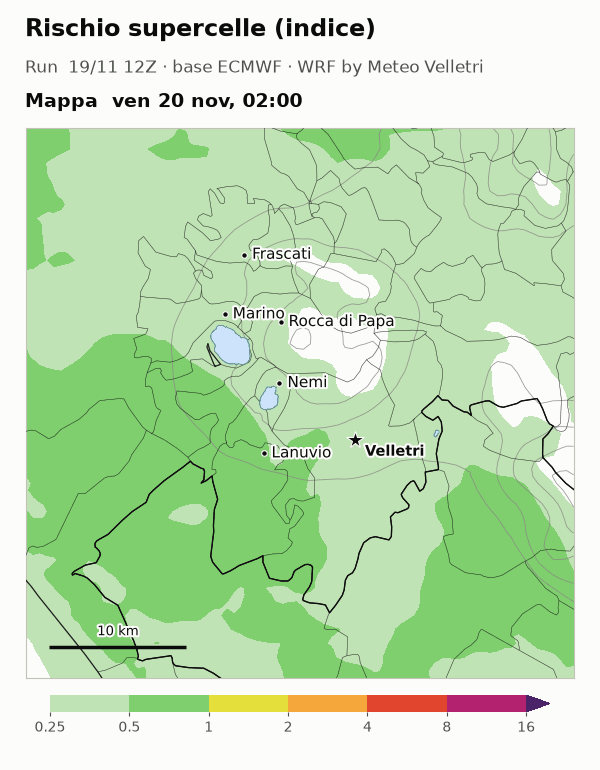 Rischio supercelle (indice)
Run  19/11 12Z · base ECMWF · WRF by Meteo Velletri
Mappa  ven 20 nov, 02:00
Frascati
Marino
Rocca di Papa
Nemi
Velletri
Lanuvio
10 km
0.25 0.5 1 2 4 8 16